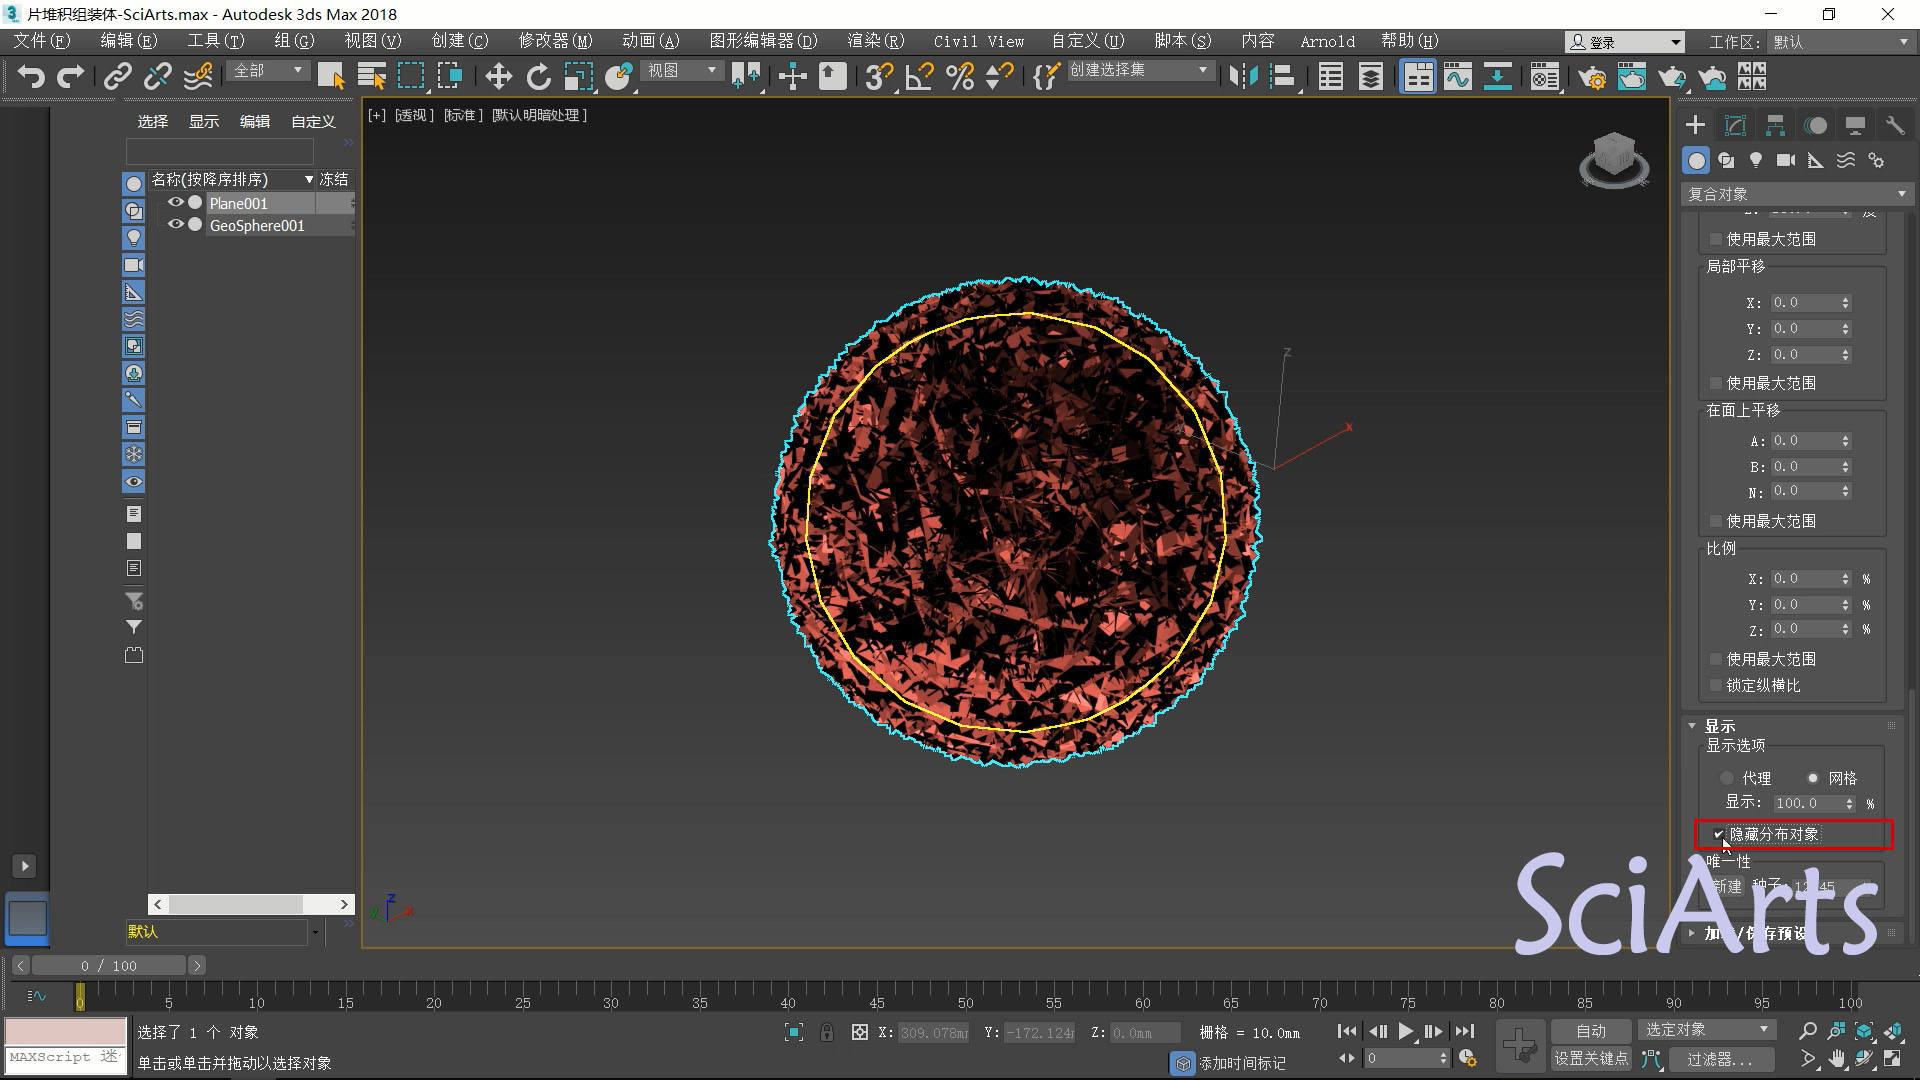 片堆积组装体-SciArts.max - Autodesk 3ds Max 2018
文件(F) 编辑(E) 工具(T) 组(G) 视图(V) 创建(C) 修改器(M) 动画(A) 图形编辑器(D) 渲染(R) Civil View 自定义(U) 脚本(S) 内容 Arnold 帮助(H) 登录 工作区: 默认
全部 视图 创建选择集
选择 显示 编辑 自定义
[+] [透视] [标准] [默认明暗处理]
名称(按降序排序) 冻结
Plane001
GeoSphere001
复合对象
使用最大范围
局部平移
X: 0.0
Y: 0.0
Z: 0.0
使用最大范围
在面上平移
A: 0.0
B: 0.0
N: 0.0
使用最大范围
比例
X: 0.0 %
Y: 0.0 %
Z: 0.0 %
使用最大范围
锁定纵横比
显示
显示选项
代理 网格
显示: 100.0 %
隐藏分布对象
唯一性
新建 种子:
SciArts
z
x
z
y x
默认
0 / 100
0 5 10 15 20 25 30 35 40 45 50 55 60 65 70 75 80 85 90 95 100
选择了 1 个 对象
X: 309.078mm Y: -172.124m Z: 0.0mm 栅格 = 10.0mm
自动 选定对象
MAXScript 迷
单击或单击并拖动以选择对象
添加时间标记
0
设置关键点 过滤器...